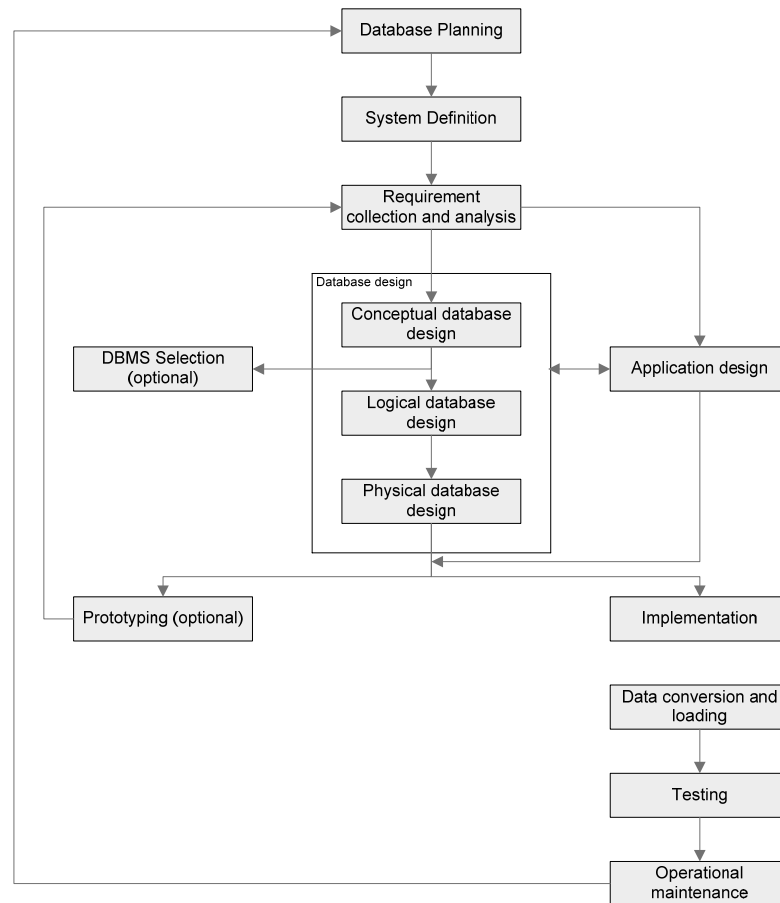 Database Planning
System Definition
Requirement
collection and analysis
Database design
Conceptual database
design
DBMS Selection
(optional)
Application design
Logical database
design
Physical database
design
Prototyping (optional)
Implementation
Data conversion and
loading
Testing
Operational
maintenance